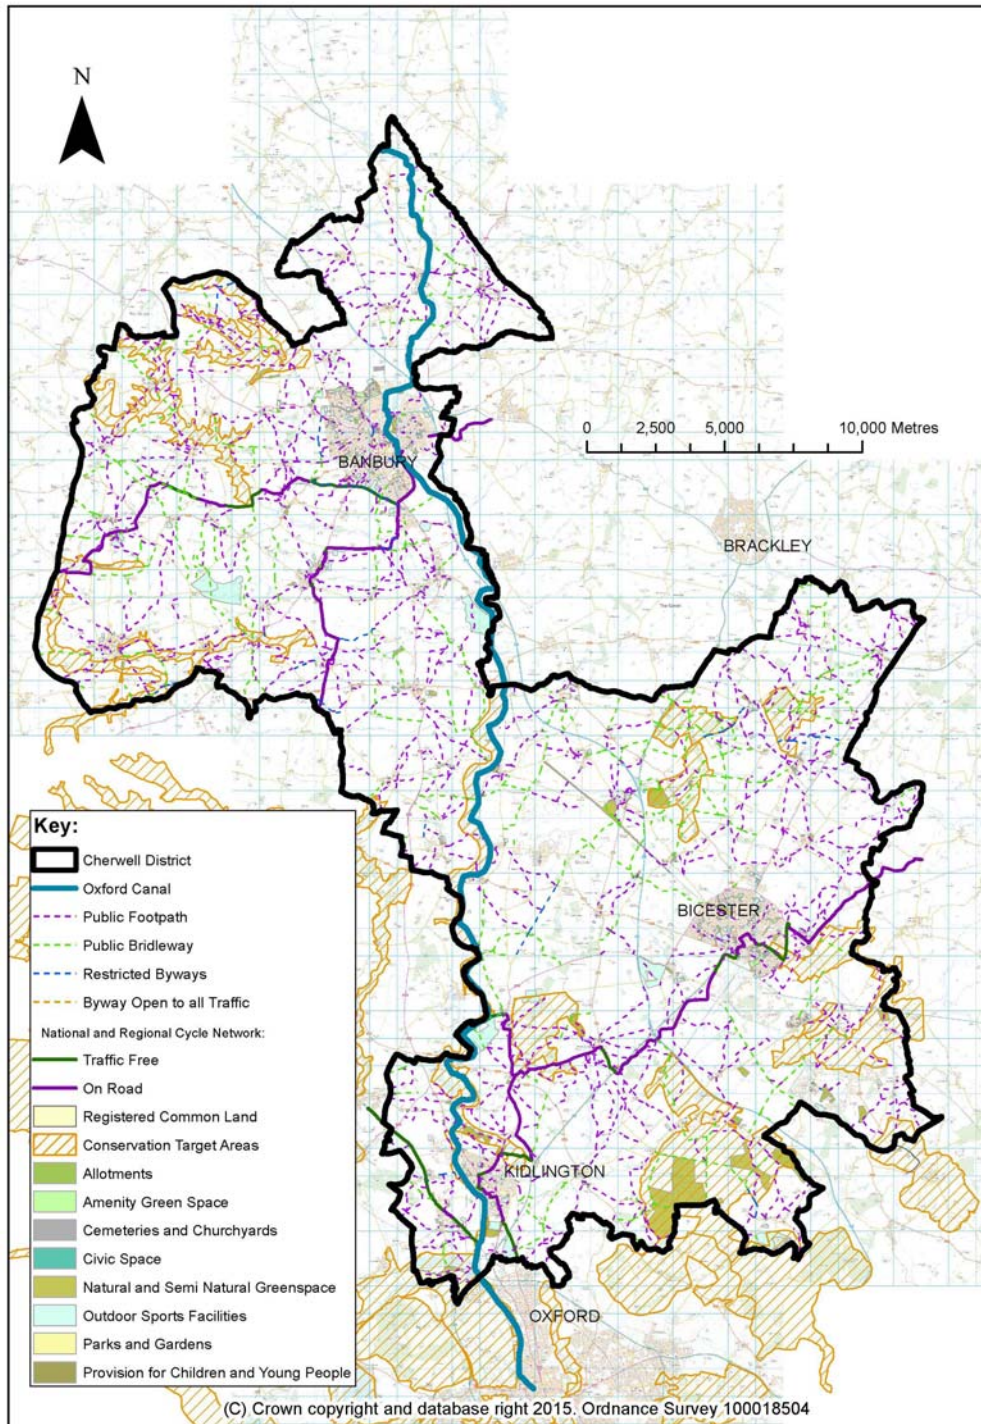 N
BANBURY
0 2,500 5,000 10,000 Metres
BRACKLEY
BICESTER
KIDLINGTON
OXFORD
Key:
Cherwell District
Oxford Canal
Public Footpath
Public Bridleway
Restricted Byways
Byway Open to all Traffic
National and Regional Cycle Network:
Traffic Free
On Road
Registered Common Land
Conservation Target Areas
Allotments
Amenity Green Space
Cemeteries and Churchyards
Civic Space
Natural and Semi Natural Greenspace
Outdoor Sports Facilities
Parks and Gardens
Provision for Children and Young People
(C) Crown copyright and database right 2015. Ordnance Survey 100018504